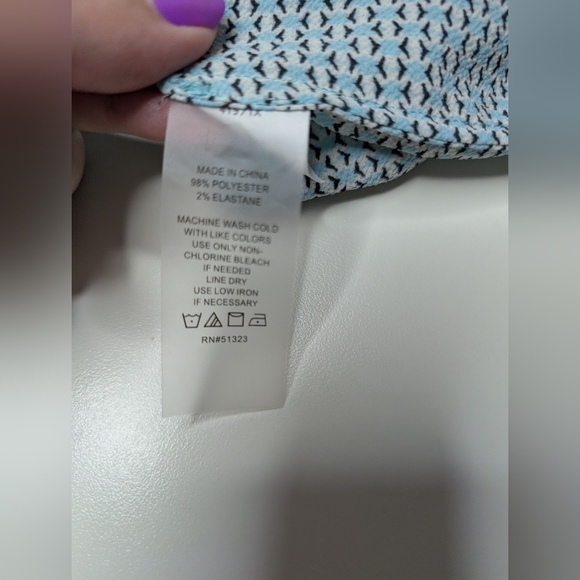 MADE IN CHINA
98% POLYESTER
2% ELASTANE
MACHINE WASH COLD
WITH LIKE COLORS
USE ONLY NON-
CHLORINE BLEACH
IF NEEDED
LINE DRY
USE LOW IRON
IF NECESSARY
RN#51323